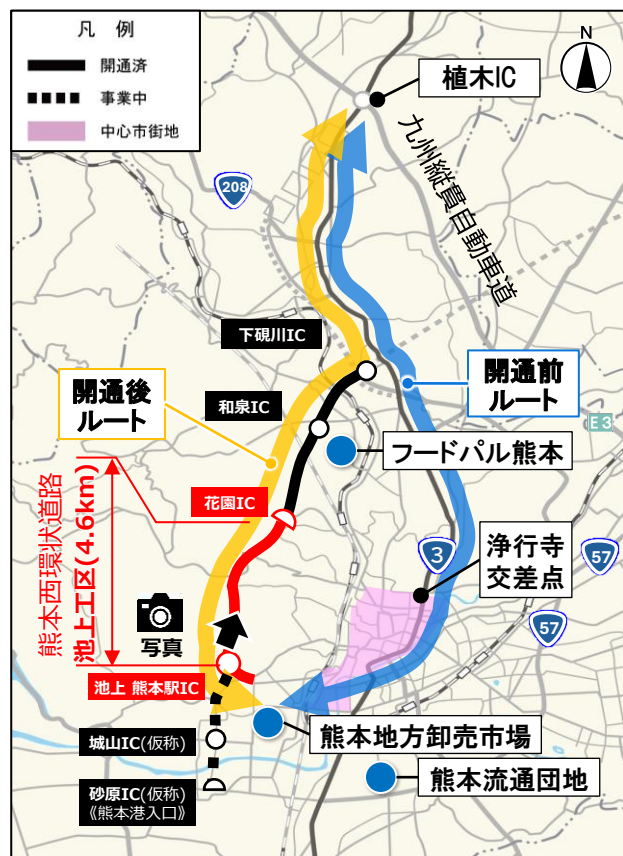 凡 例
開通済
事業中
中心市街地
N
植木IC
九州縦貫自動車道
208
下硯川IC
開通後
ルート
開通前
ルート
和泉IC
E3
フードパル熊本
熊本西環状道路
池上工区(4.6km)
花園IC
3
浄行寺
交差点
57
57
写真
池上 熊本駅IC
城山IC(仮称)
熊本地方卸売市場
砂原IC(仮称)
《熊本港入口》
熊本流通団地